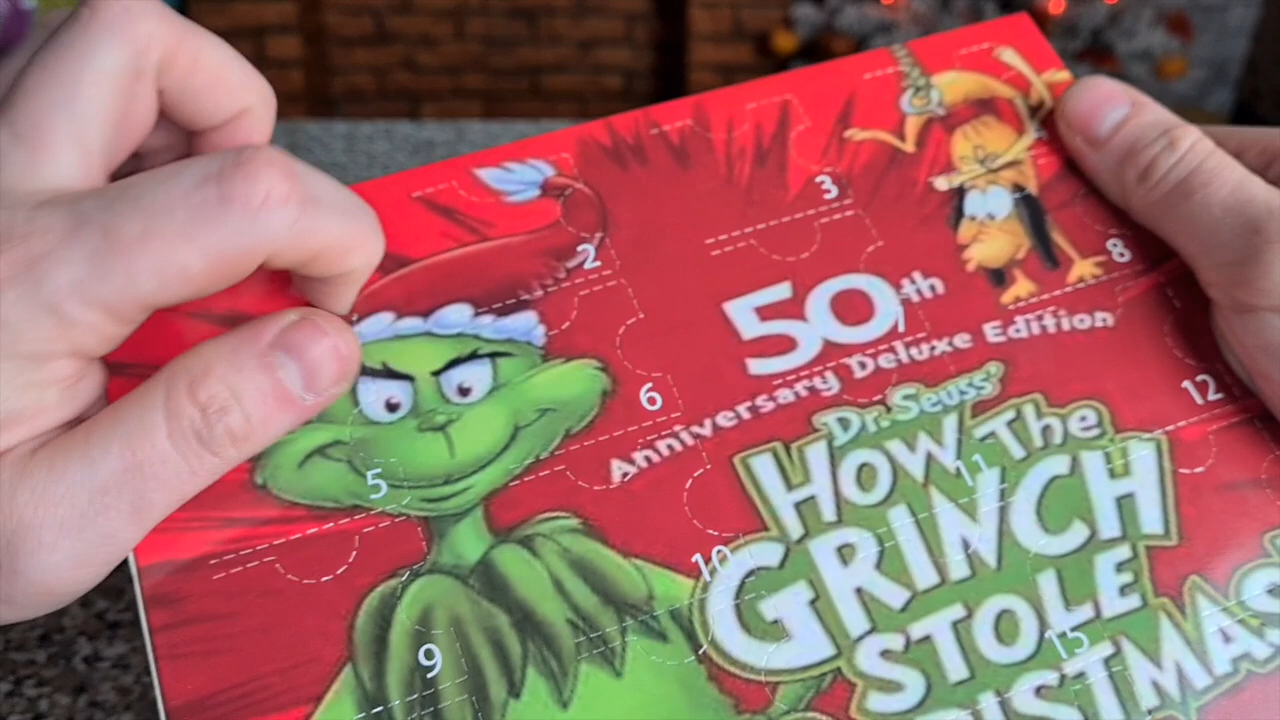 3
2
8
50th
Anniversary Deluxe Edition
6
12
Dr. Seuss'
5
How The
11
GRINCH
10
STOLE
9
15